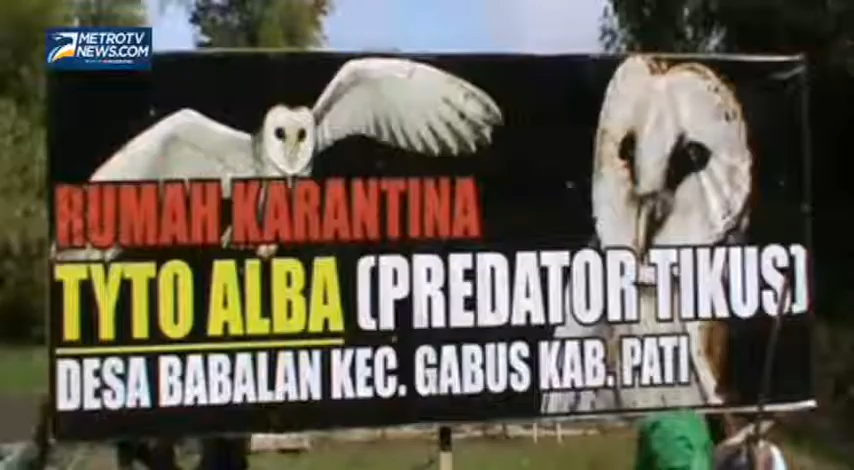 METROTV
NEWS.COM
RUMAH KARANTINA
TYTO ALBA (PREDATOR TIKUS)
DESA BABALAN KEC. GABUS KAB. PATI